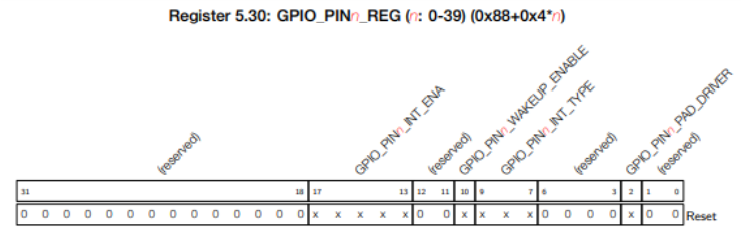 Register 5.30: GPIO_PINn_REG (n: 0-39) (0x88+0x4*n)
(reserved)
GPIO_PINn_INT_ENA
(reserved)
GPIO_PINn_WAKEUP_ENABLE
GPIO_PINn_INT_TYPE
(reserved)
GPIO_PINn_PAD_DRIVER
(reserved)
31 18 17 13 12 11 10 9 7 6 3 2 1 0
0 0 0 0 0 0 0 0 0 0 0 0 0 0 x x x x x 0 0 x x x x 0 0 0 0 x 0 0 Reset